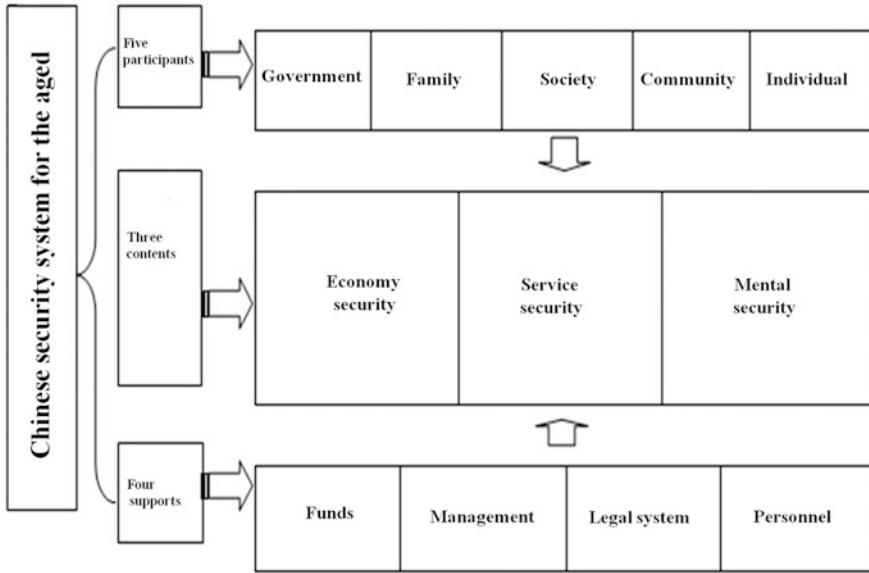 Chinese security system for the aged
Five
participants
Government
Family
Society
Community
Individual
Three
contents
Economy
security
Service
security
Mental
security
Four
supports
Funds
Management
Legal system
Personnel